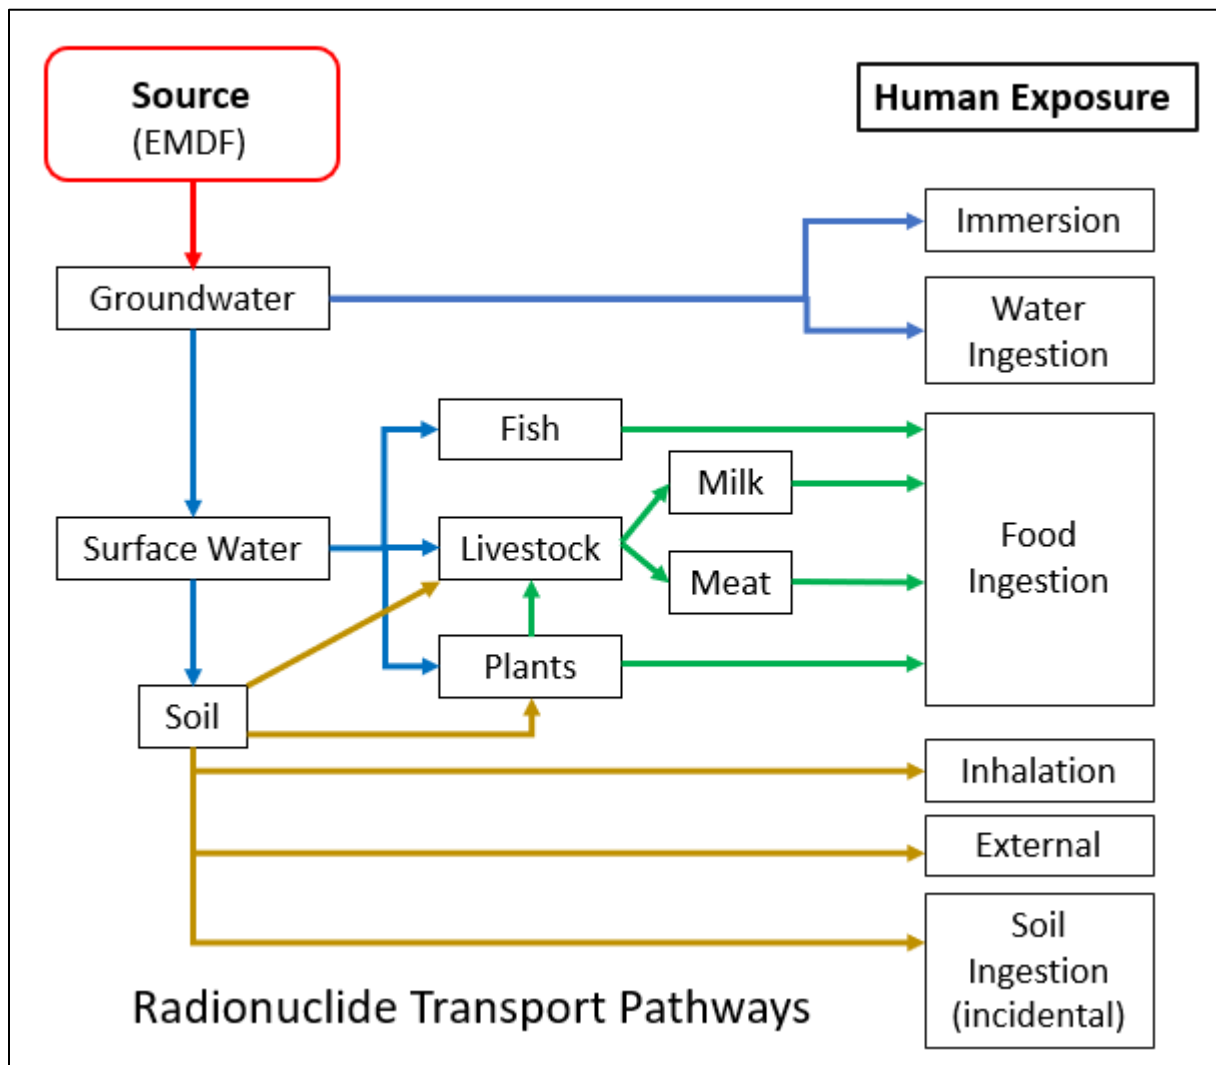 Source
(EMDF)
Human Exposure
Immersion
Groundwater
Water
Ingestion
Fish
Milk
Surface Water
Livestock
Food
Ingestion
Meat
Plants
Soil
Inhalation
External
Soil
Ingestion
(incidental)
Radionuclide Transport Pathways